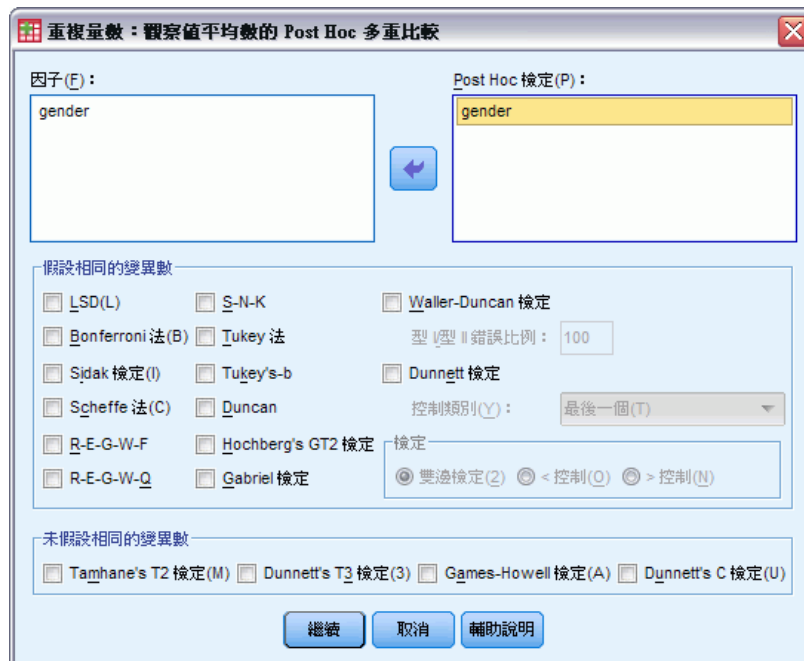 重複量數：觀察值平均數的 Post Hoc 多重比較
因子(F)：
gender
Post Hoc 檢定(P)：
gender
假設相同的變異數
LSD(L)
S-N-K
Waller-Duncan 檢定
Bonferroni 法(B)
Tukey 法
型 I/型 II 錯誤比例： 100
Sidak 檢定(I)
Tukey's-b
Dunnett 檢定
Scheffe 法(C)
Duncan
控制類別(Y)： 最後一個(T)
R-E-G-W-F
Hochberg's GT2 檢定
檢定
R-E-G-W-Q
Gabriel 檢定
雙邊檢定(2) < 控制(O) > 控制(N)
未假設相同的變異數
Tamhane's T2 檢定(M) Dunnett's T3 檢定(3) Games-Howell 檢定(A) Dunnett's C 檢定(U)
繼續 取消 輔助說明